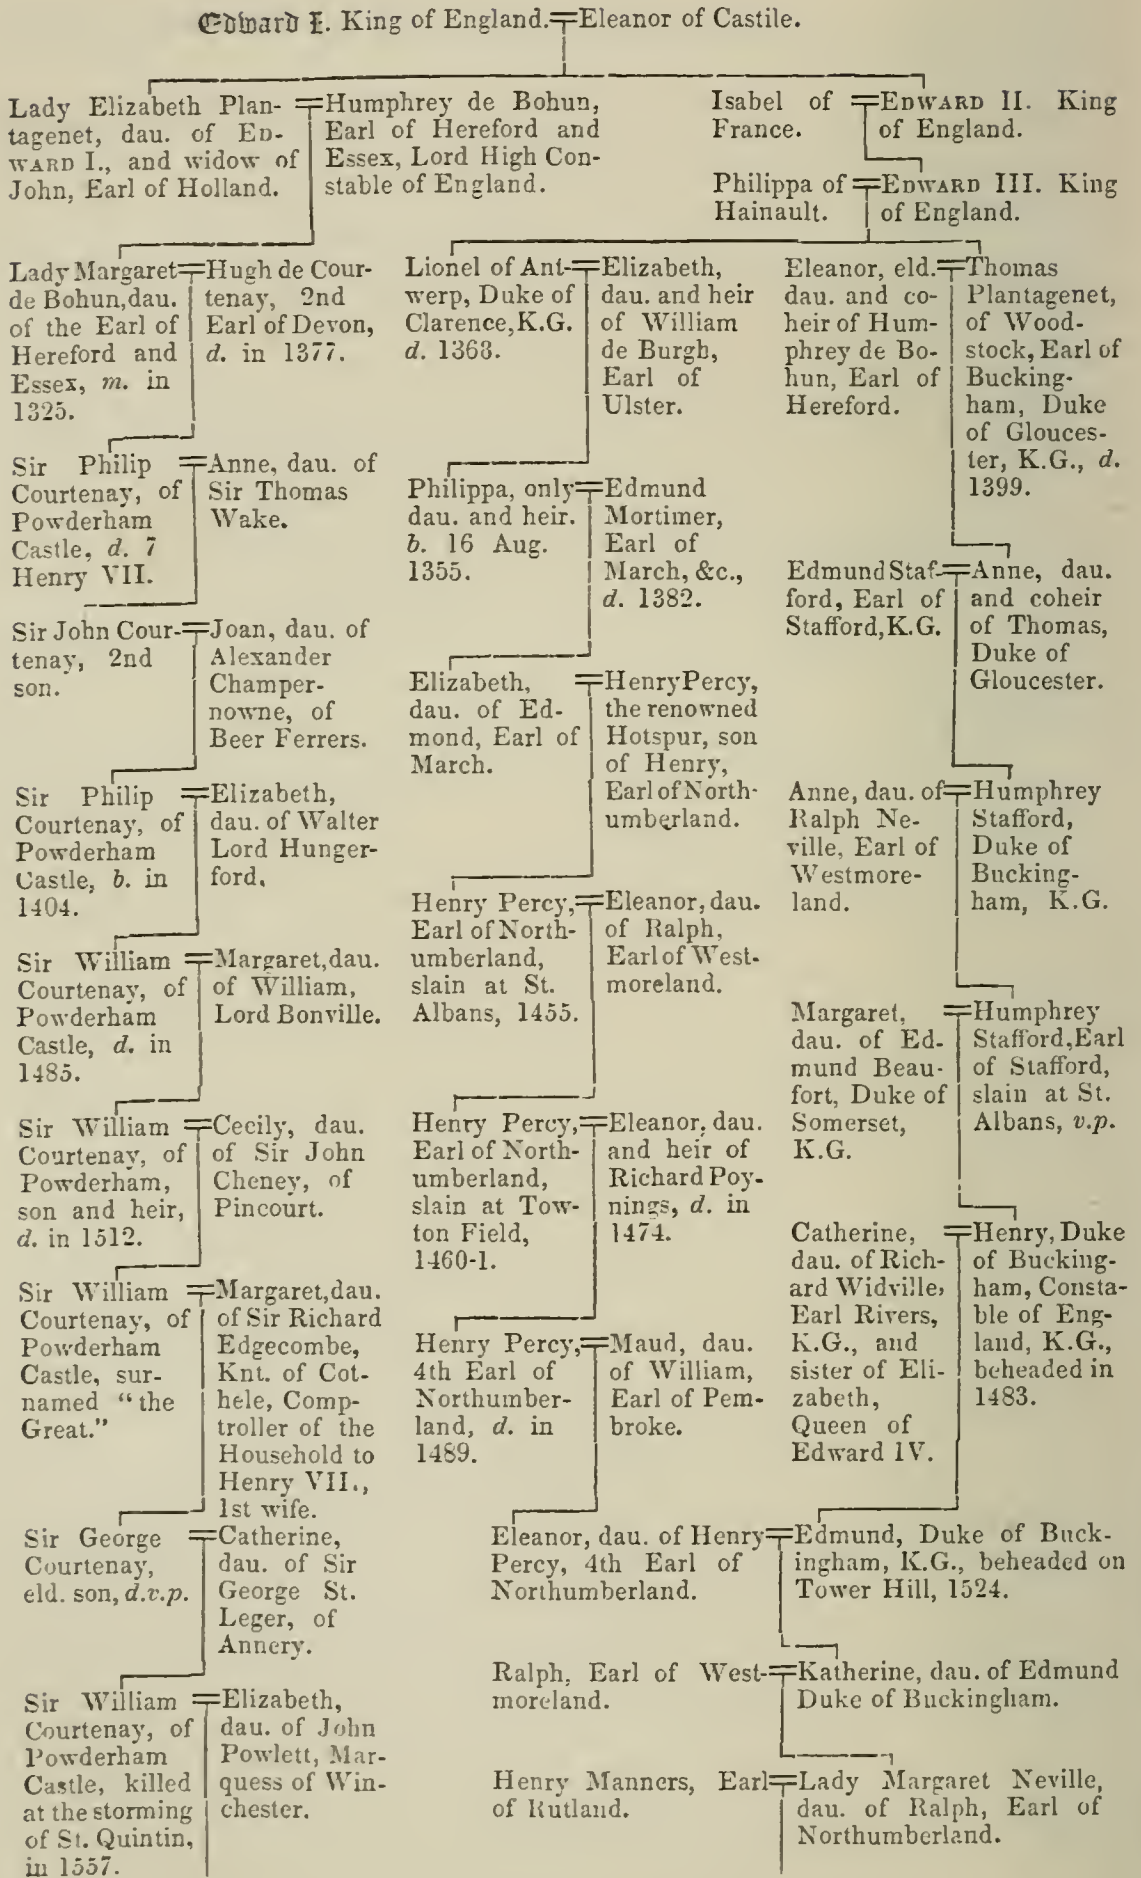 Edward I. King of England.=Eleanor of Castile.
Lady Elizabeth Plan-
tagenet, dau. of ED-
WARD I., and widow of
John, Earl of Holland.
=Humphrey de Bohun,
Earl of Hereford and
Essex, Lord High Con-
stable of England.
Isabel of
France.
=EDWARD II. King
of England.
Philippa of
Hainault.
=EDWARD III. King
of England.
Lady Margaret
de Bohun, dau.
of the Earl of
Hereford and
Essex, m. in
1325.
=Hugh de Cour-
tenay, 2nd
Earl of Devon,
d. in 1377.
Lionel of Ant-
werp, Duke of
Clarence, K.G.
d. 1368.
=Elizabeth,
dau. and heir
of William
de Burgh,
Earl of
Ulster.
Eleanor, eld.
dau. and co-
heir of Hum-
phrey de Bo-
hun, Earl of
Hereford.
=Thomas
Plantagenet,
of Wood-
stock, Earl of
Bucking-
ham, Duke
of Glouces-
ter, K.G., d.
1399.
Sir Philip
Courtenay, of
Powderham
Castle, d. 7
Henry VII.
=Anne, dau. of
Sir Thomas
Wake.
Philippa, only
dau. and heir.
b. 16 Aug.
1355.
=Edmund
Mortimer,
Earl of
March, &c.,
d. 1382.
Edmund Staf-
ford, Earl of
Stafford, K.G.
=Anne, dau.
and coheir
of Thomas,
Duke of
Gloucester.
Sir John Cour-
tenay, 2nd
son.
=Joan, dau. of
Alexander
Champer-
nowne, of
Beer Ferrers.
Elizabeth,
dau. of Ed-
mond, Earl of
March.
=Henry Percy,
the renowned
Hotspur, son
of Henry,
Earl of North-
umberland.
Anne, dau. of
Ralph Ne-
ville, Earl of
Westmore-
land.
=Humphrey
Stafford,
Duke of
Bucking-
ham, K.G.
Sir Philip
Courtenay, of
Powderham
Castle, b. in
1404.
=Elizabeth,
dau. of Walter
Lord Hunger-
ford.
Henry Percy,
Earl of North-
umberland,
slain at St.
Albans, 1455.
=Eleanor, dau.
of Ralph,
Earl of West-
moreland.
Sir William
Courtenay, of
Powderham
Castle, d. in
1485.
=Margaret, dau.
of William,
Lord Bonville.
Margaret,
dau. of Ed-
mund Beau-
fort, Duke of
Somerset,
K.G.
=Humphrey
Stafford, Earl
of Stafford,
slain at St.
Albans, v.p.
Sir William
Courtenay, of
Powderham,
son and heir,
d. in 1512.
=Cecily, dau.
of Sir John
Cheney, of
Pincourt.
Henry Percy,
Earl of North-
umberland,
slain at Tow-
ton Field,
1460-1.
=Eleanor, dau.
and heir of
Richard Poy-
nings, d. in
1474.
Catherine,
dau. of Rich-
ard Widville,
Earl Rivers,
K.G., and
sister of Eli-
zabeth,
Queen of
Edward IV.
=Henry, Duke
of Bucking-
ham, Consta-
ble of Eng-
land, K.G.,
beheaded in
1483.
Sir William
Courtenay, of
Powderham
Castle, sur-
named "the
Great."
=Margaret, dau.
of Sir Richard
Edgecombe,
Knt. of Cot-
hele, Comp-
troller of the
Household to
Henry VII.,
1st wife.
Henry Percy,
4th Earl of
Northumber-
land, d. in
1489.
=Maud, dau.
of William,
Earl of Pem-
broke.
Sir George
Courtenay,
eld. son, d.v.p.
=Catherine,
dau. of Sir
George St.
Leger, of
Annery.
Eleanor, dau. of Henry
Percy, 4th Earl of
Northumberland.
=Edmund, Duke of Buck-
ingham, K.G., beheaded on
Tower Hill, 1524.
Ralph, Earl of West-
moreland.
=Katherine, dau. of Edmund
Duke of Buckingham.
Sir William
Courtenay, of
Powderham
Castle, killed
at the storming
of St. Quintin,
in 1557.
=Elizabeth,
dau. of John
Powlett, Mar-
quess of Win-
chester.
Henry Manners, Earl
of Rutland.
=Lady Margaret Neville,
dau. of Ralph, Earl of
Northumberland.